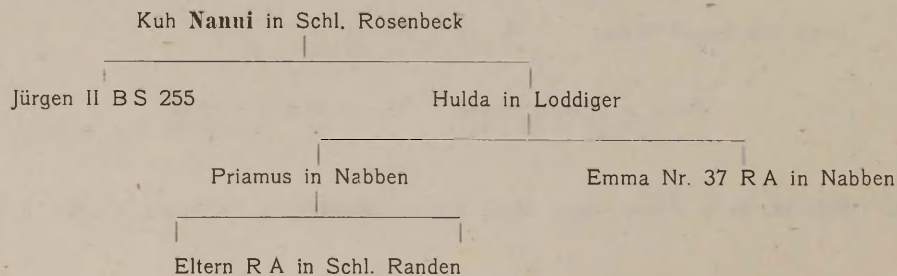 Kuh Nanni in Schl. Rosenbeck
Jürgen II B S 255 Hulda in Loddiger
Priamus in Nabben Emma Nr. 37 R A in Nabben
Eltern R A in Schl. Randen